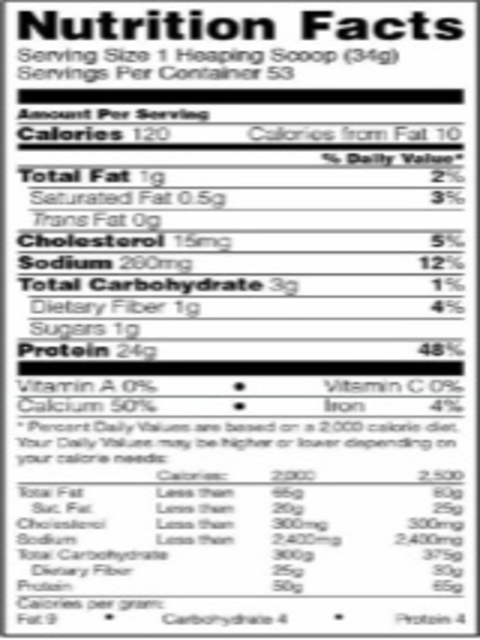 Nutrition Facts
Serving Size 1 Heaping Scoop (34g)
Servings Per Container 53
Amount Per Serving
Calories 120 Calories from Fat 10
% Daily Value*
Total Fat 1g 2%
Saturated Fat 0.5g 3%
Trans Fat 0g
Cholesterol 15mg 5%
Sodium 260mg 12%
Total Carbohydrate 3g 1%
Dietary Fiber 1g 4%
Sugars 1g
Protein 24g 48%
Vitamin A 0% • Vitamin C 0%
Calcium 50% • Iron 4%
* Percent Daily Values are based on a 2,000 calorie diet.
Your Daily Values may be higher or lower depending on
your calorie needs:
Calories: 2,000 2,500
Total Fat Less than 65g 80g
Sat. Fat Less than 20g 25g
Cholesterol Less than 300mg 300mg
Sodium Less than 2,400mg 2,400mg
Total Carbohydrate 300g 375g
Dietary Fiber 25g 30g
Protein 50g 65g
Calories per gram:
Fat 9 • Carbohydrate 4 • Protein 4